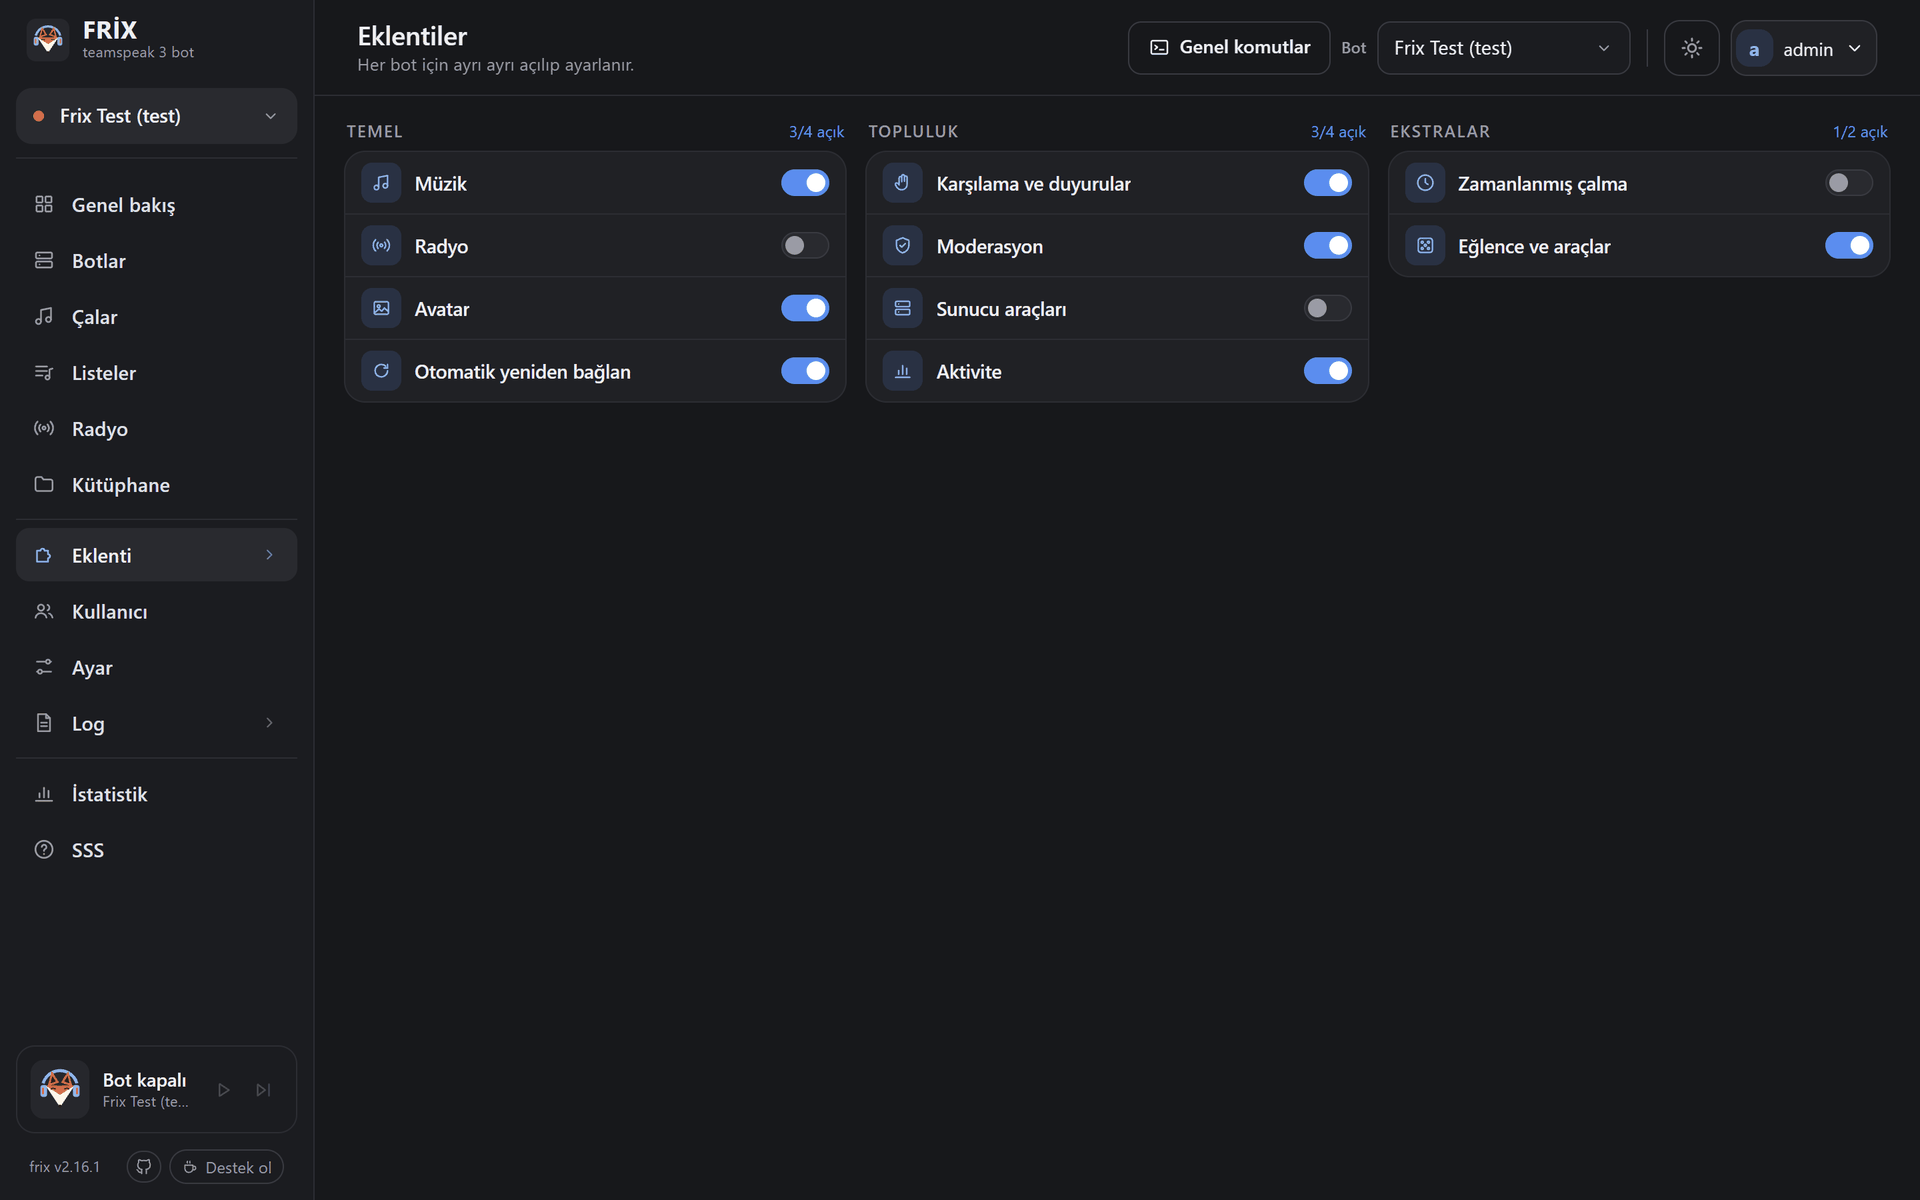 FRİX
teamspeak 3 bot
Frix Test (test)
Genel bakış
Botlar
Çalar
Listeler
Radyo
Kütüphane
Eklenti
Kullanıcı
Ayar
Log
İstatistik
SSS
Bot kapalı
Frix Test (te...
frix v2.16.1
Destek ol
Eklentiler
Her bot için ayrı ayrı açılıp ayarlanır.
Genel komutlar
Bot
Frix Test (test)
a
admin
TEMEL
3/4 açık
Müzik
Radyo
Avatar
Otomatik yeniden bağlan
TOPLULUK
3/4 açık
Karşılama ve duyurular
Moderasyon
Sunucu araçları
Aktivite
EKSTRALAR
1/2 açık
Zamanlanmış çalma
Eğlence ve araçlar